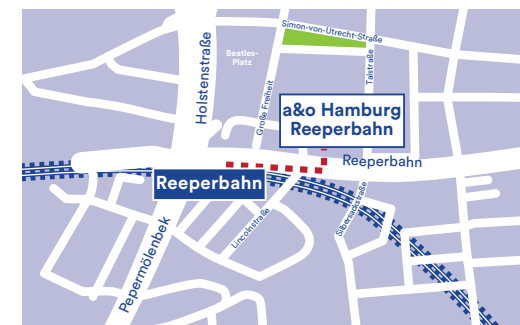 Simon-von-Utrecht-Straße
Beatles-
Platz
Holstenstraße
Talstraße
Große Freiheit
a&o Hamburg
Reeperbahn
Reeperbahn
Reeperbahn
Silbersackstraße
Lincolnstraße
Pepermölenbek